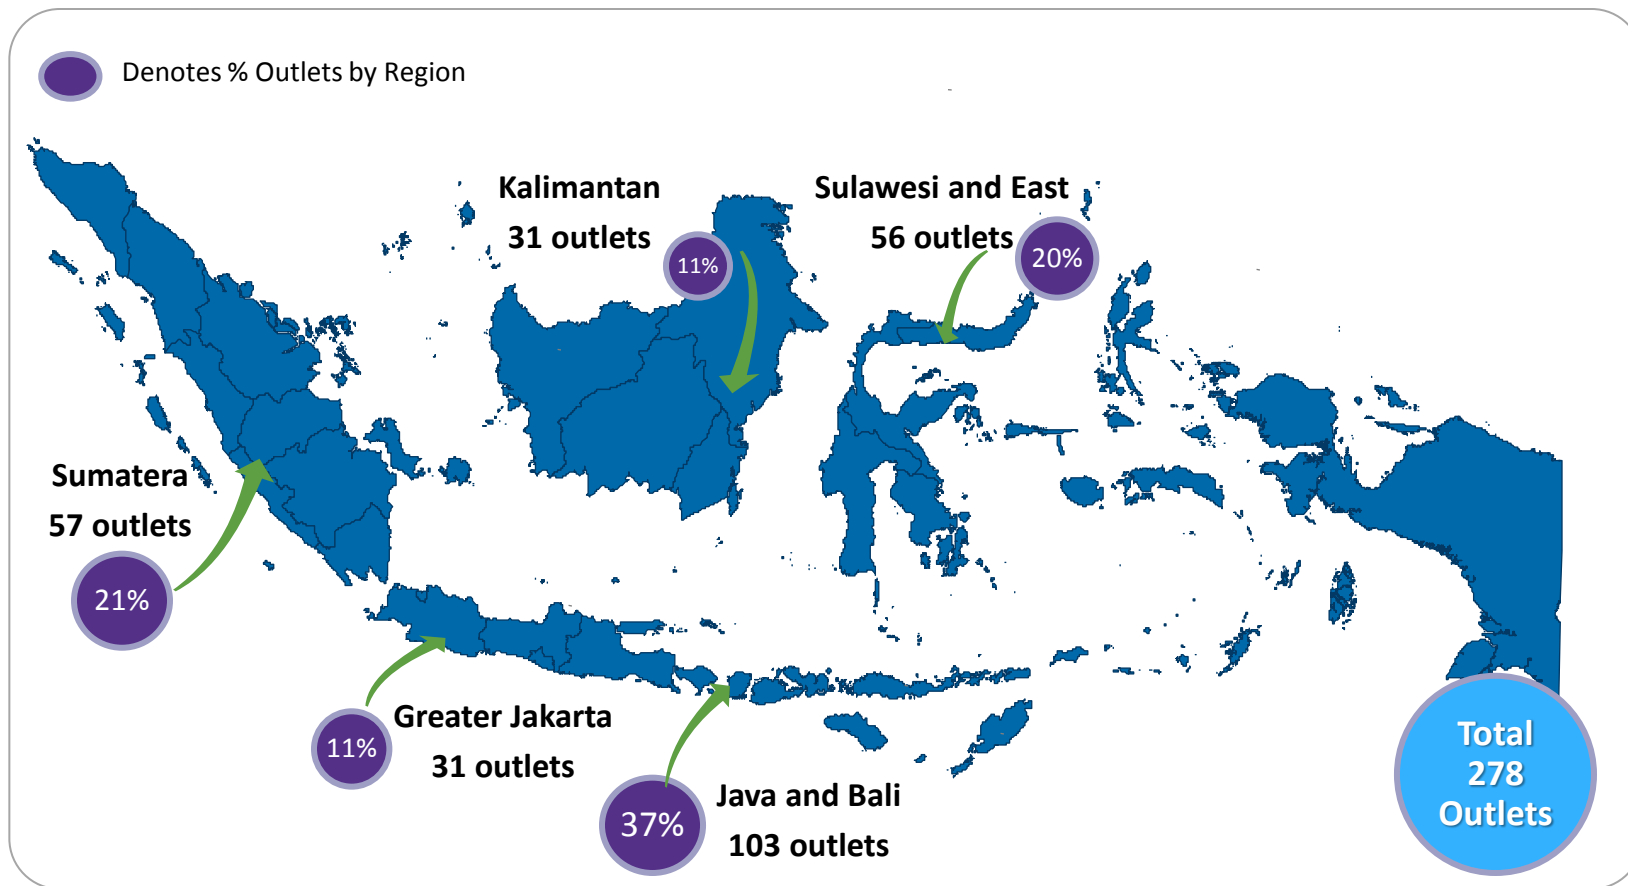 Denotes % Outlets by Region
Kalimantan
31 outlets
11%
Sulawesi and East
56 outlets
20%
Sumatera
57 outlets
21%
Greater Jakarta
31 outlets
11%
Java and Bali
103 outlets
37%
Total
278
Outlets